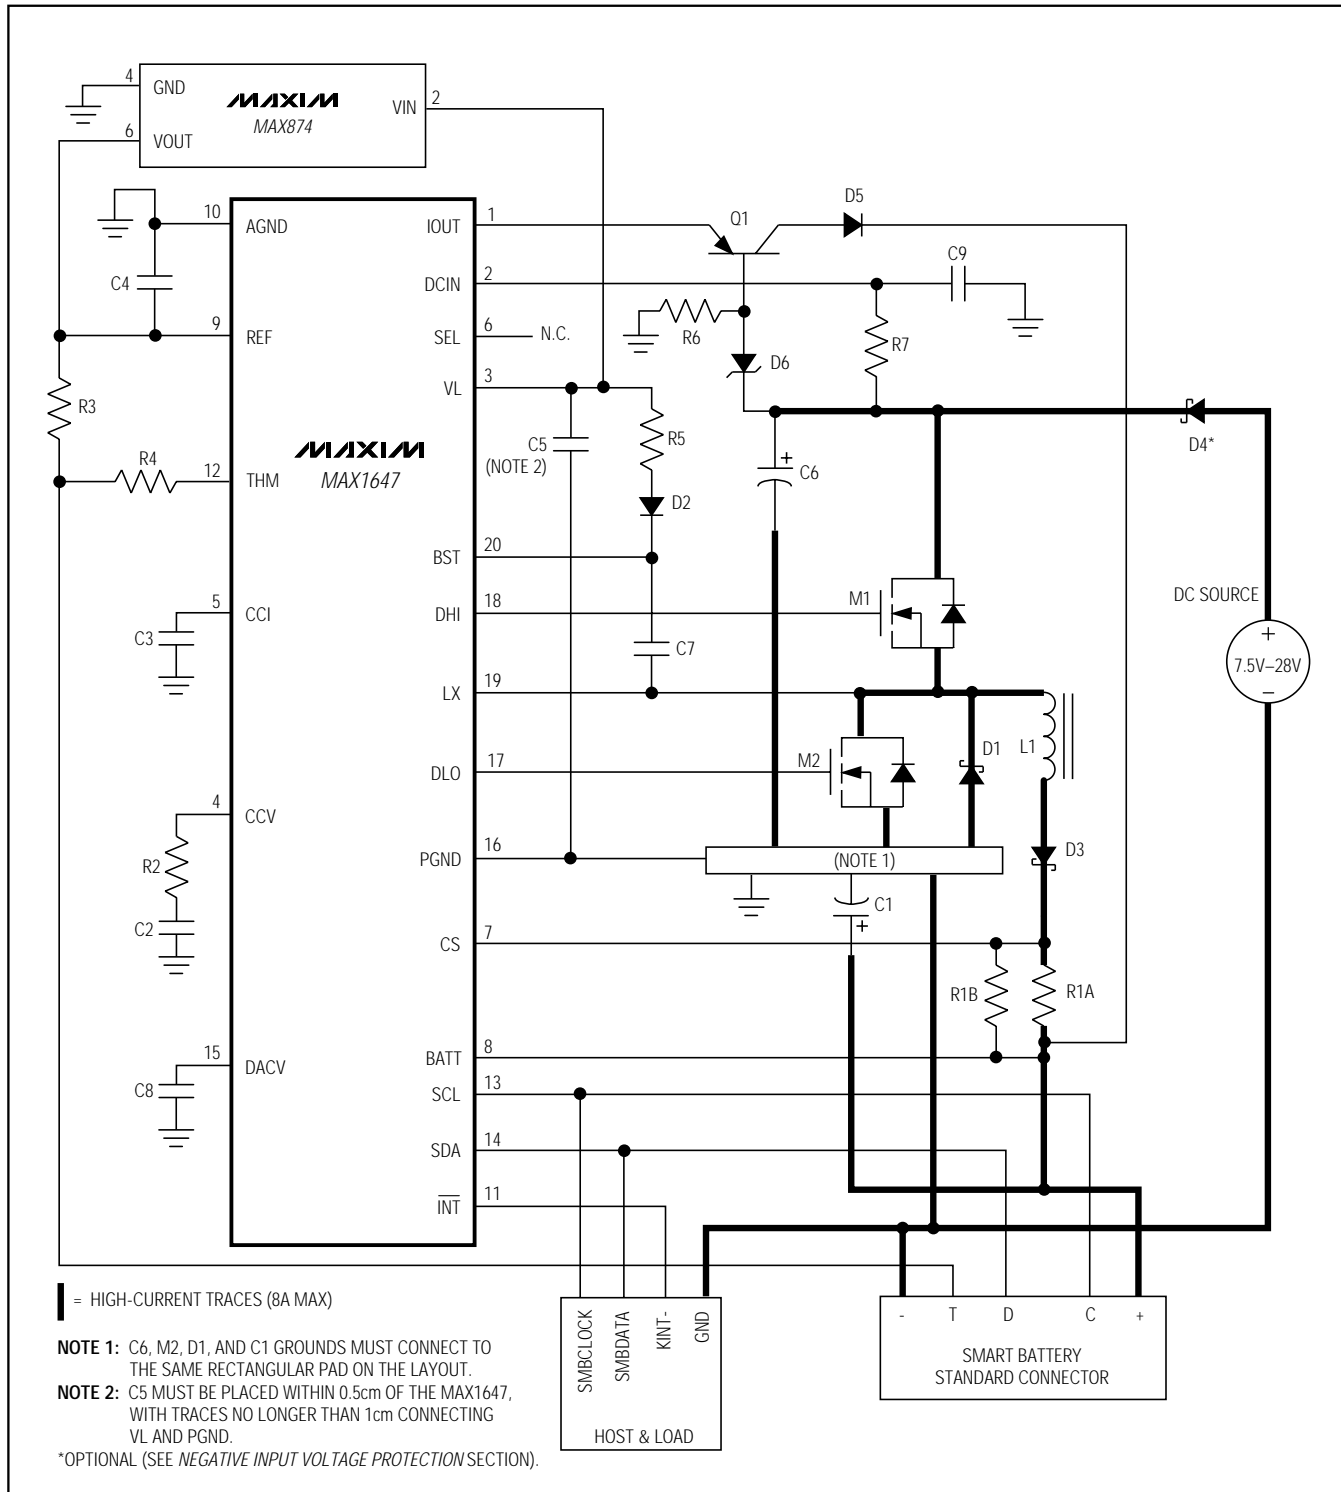 4
GND
MAXIM
MAX874
VIN
2
6
VOUT
10
AGND
C4
9
REF
R3
R4
12
THM
MAXIM
MAX1647
5
CCI
C3
4
CCV
R2
C2
15
DACV
C8
IOUT
1
DCIN
2
SEL
6
N.C.
VL
3
C5
(NOTE 2)
R5
D2
BST
20
DHI
18
C7
LX
19
DLO
17
PGND
16
CS
7
BATT
8
SCL
13
SDA
14
INT
11
Q1
D5
C9
R6
R7
D6
D4*
+
C6
M1
DC SOURCE
+
7.5V–28V
–
M2
D1
L1
(NOTE 1)
D3
C1
+
R1B
R1A
= HIGH-CURRENT TRACES (8A MAX)
NOTE 1: C6, M2, D1, AND C1 GROUNDS MUST CONNECT TO
THE SAME RECTANGULAR PAD ON THE LAYOUT.
NOTE 2: C5 MUST BE PLACED WITHIN 0.5cm OF THE MAX1647,
WITH TRACES NO LONGER THAN 1cm CONNECTING
VL AND PGND.
*OPTIONAL (SEE NEGATIVE INPUT VOLTAGE PROTECTION SECTION).
SMBCLOCK
SMBDATA
KINT-
GND
HOST & LOAD
- T D C +
SMART BATTERY
STANDARD CONNECTOR